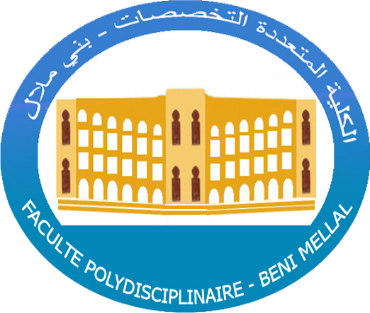 الكلية المتعددة التخصصات - بني ملال
FACULTE POLYDISCIPLINAIRE - BENI MELLAL